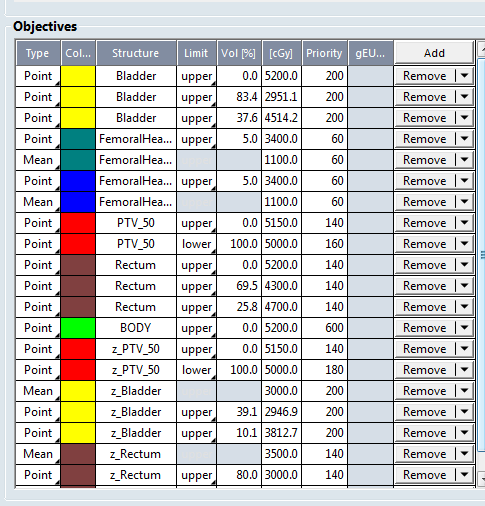 Objectives
Type Col... Structure Limit Vol [%] [cGy] Priority gEU... Add
Point Bladder upper 0.0 5200.0 200 Remove
Point Bladder upper 83.4 2951.1 200 Remove
Point Bladder upper 37.6 4514.2 200 Remove
Point FemoralHea... upper 5.0 3400.0 60 Remove
Mean FemoralHea... 1100.0 60 Remove
Point FemoralHea... upper 5.0 3400.0 60 Remove
Mean FemoralHea... 1100.0 60 Remove
Point PTV_50 upper 0.0 5150.0 140 Remove
Point PTV_50 lower 100.0 5000.0 160 Remove
Point Rectum upper 0.0 5200.0 140 Remove
Point Rectum upper 69.5 4300.0 140 Remove
Point Rectum upper 25.8 4700.0 140 Remove
Point BODY upper 0.0 5200.0 600 Remove
Point z_PTV_50 upper 0.0 5150.0 140 Remove
Point z_PTV_50 lower 100.0 5000.0 180 Remove
Mean z_Bladder 3000.0 200 Remove
Point z_Bladder upper 39.1 2946.9 200 Remove
Point z_Bladder upper 10.1 3812.7 200 Remove
Mean z_Rectum 3500.0 140 Remove
Point z_Rectum upper 80.0 3000.0 140 Remove